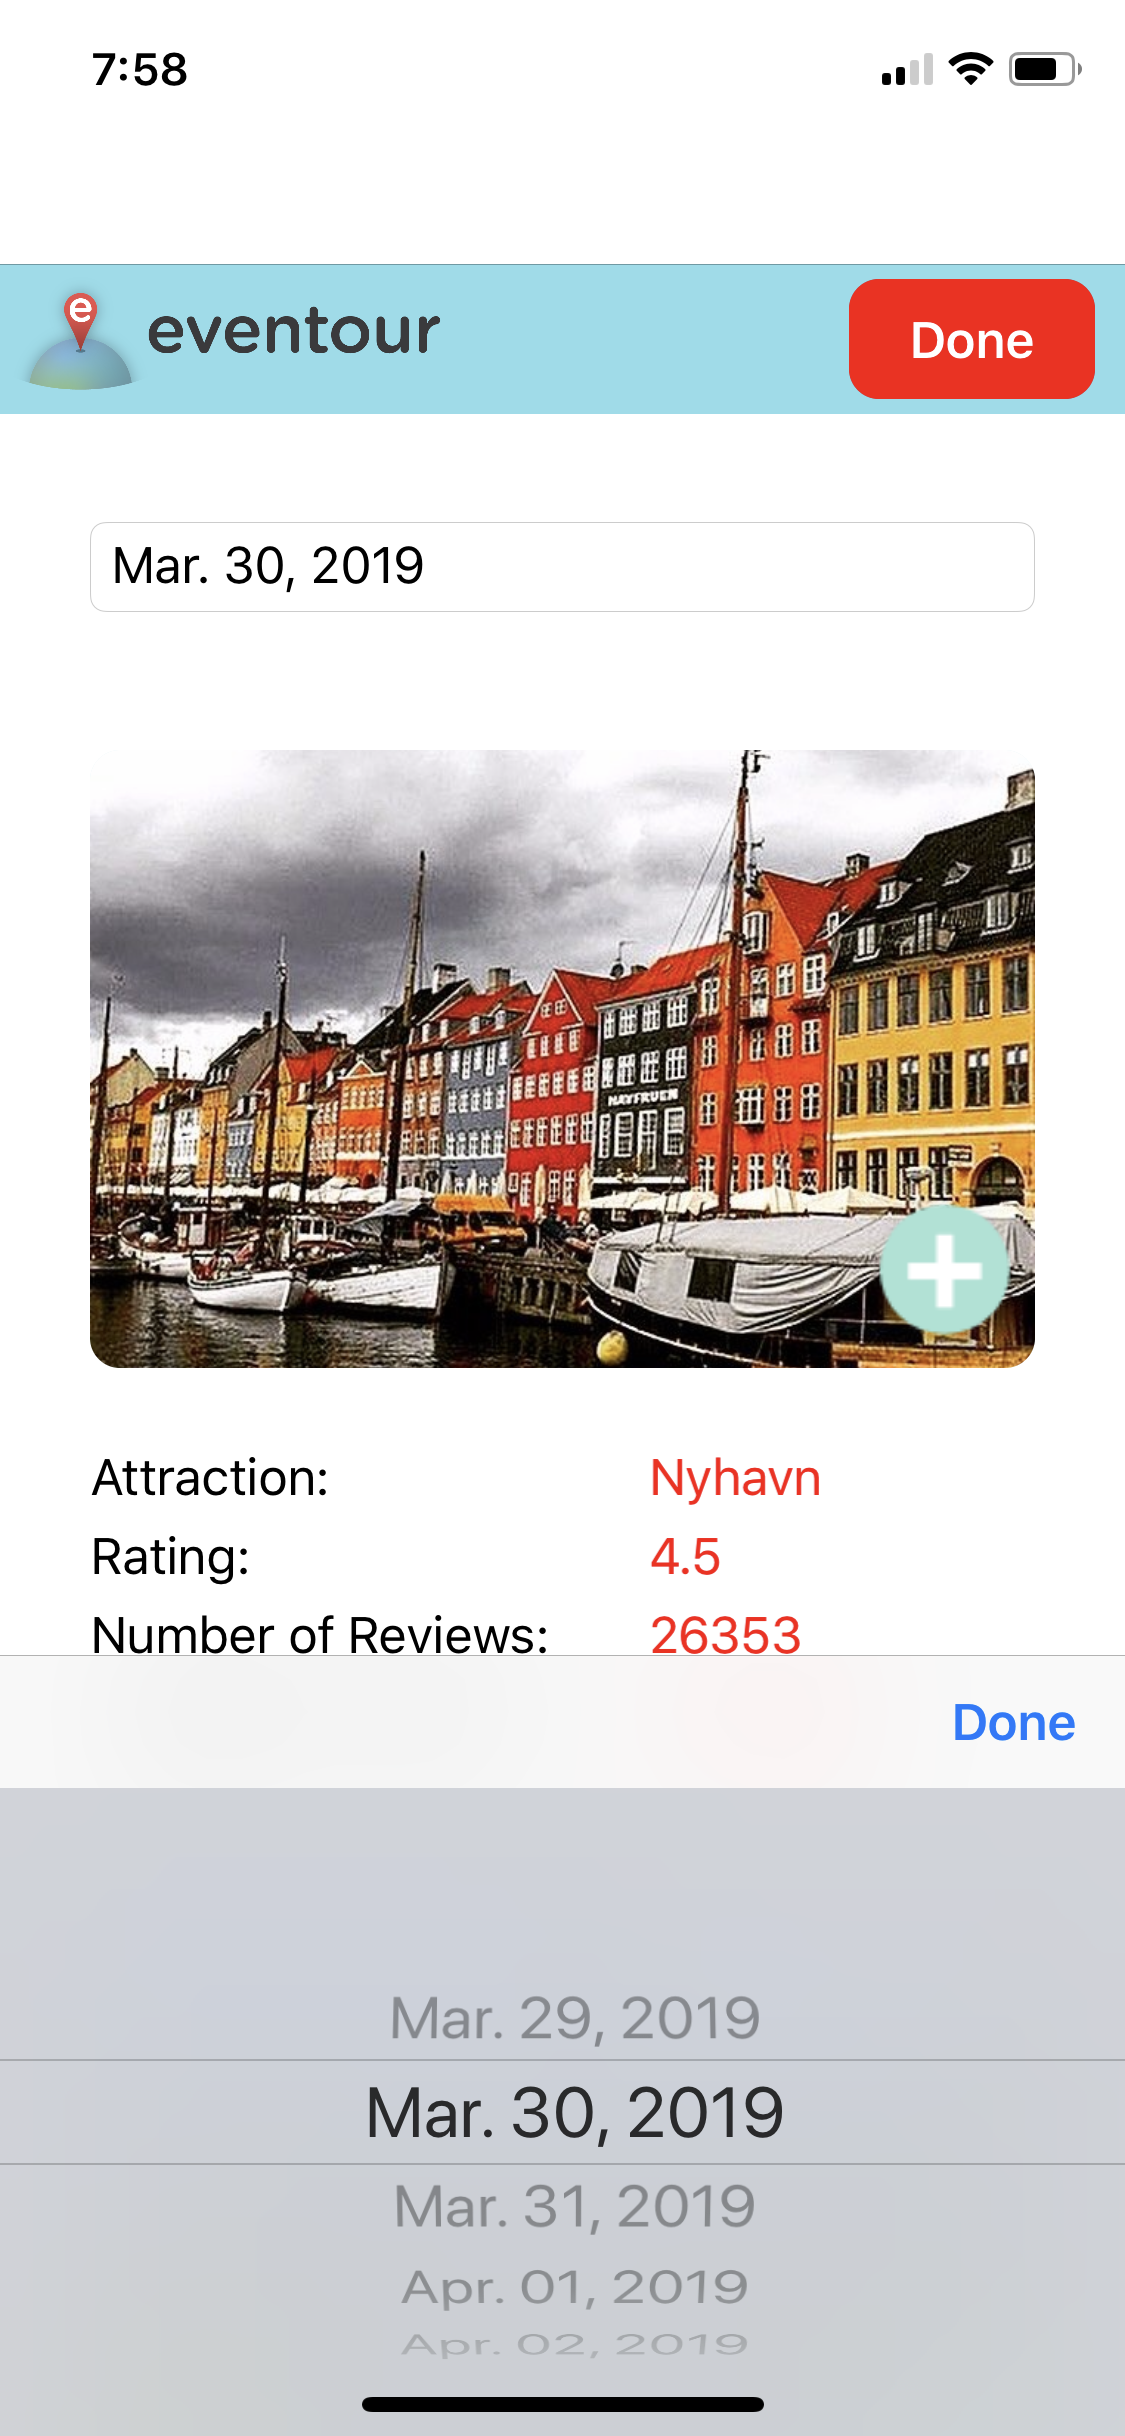 7:58
e eventour
Done
Mar. 30, 2019
HAYFRUEN
Attraction: Nyhavn
Rating: 4.5
Number of Reviews: 26353
Done
Mar. 29, 2019
Mar. 30, 2019
Mar. 31, 2019
Apr. 01, 2019
Apr. 02, 2019